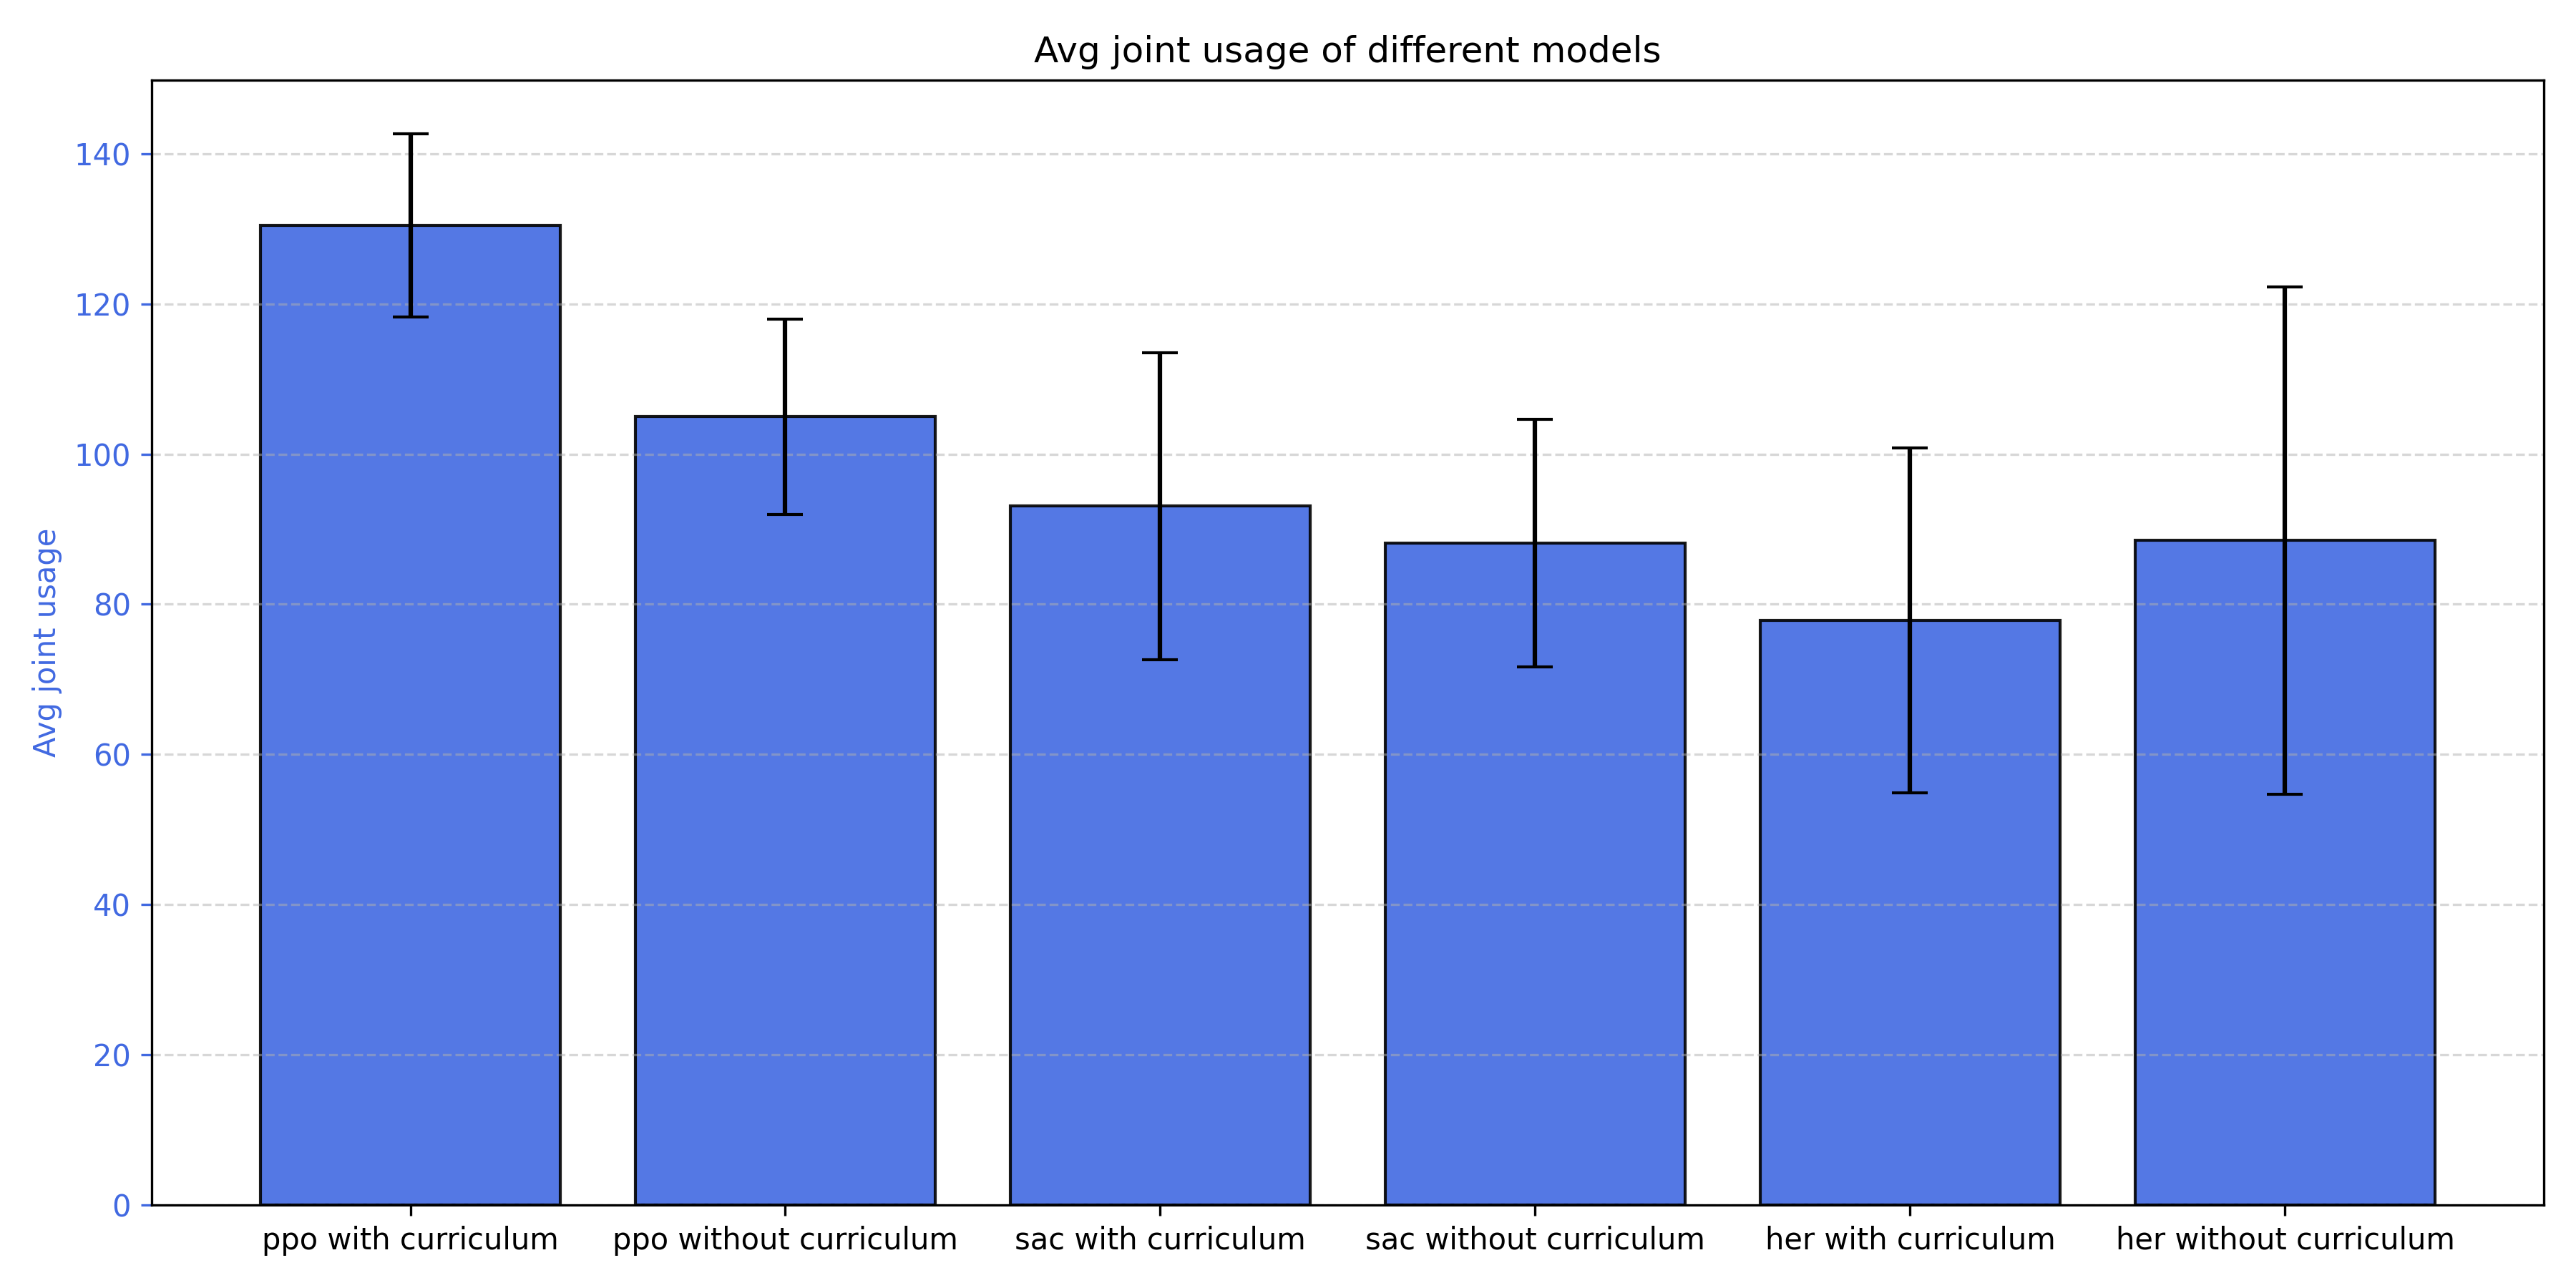 Avg joint usage of different models
Avg joint usage
140
120
100
80
60
40
20
0
ppo with curriculum
ppo without curriculum
sac with curriculum
sac without curriculum
her with curriculum
her without curriculum